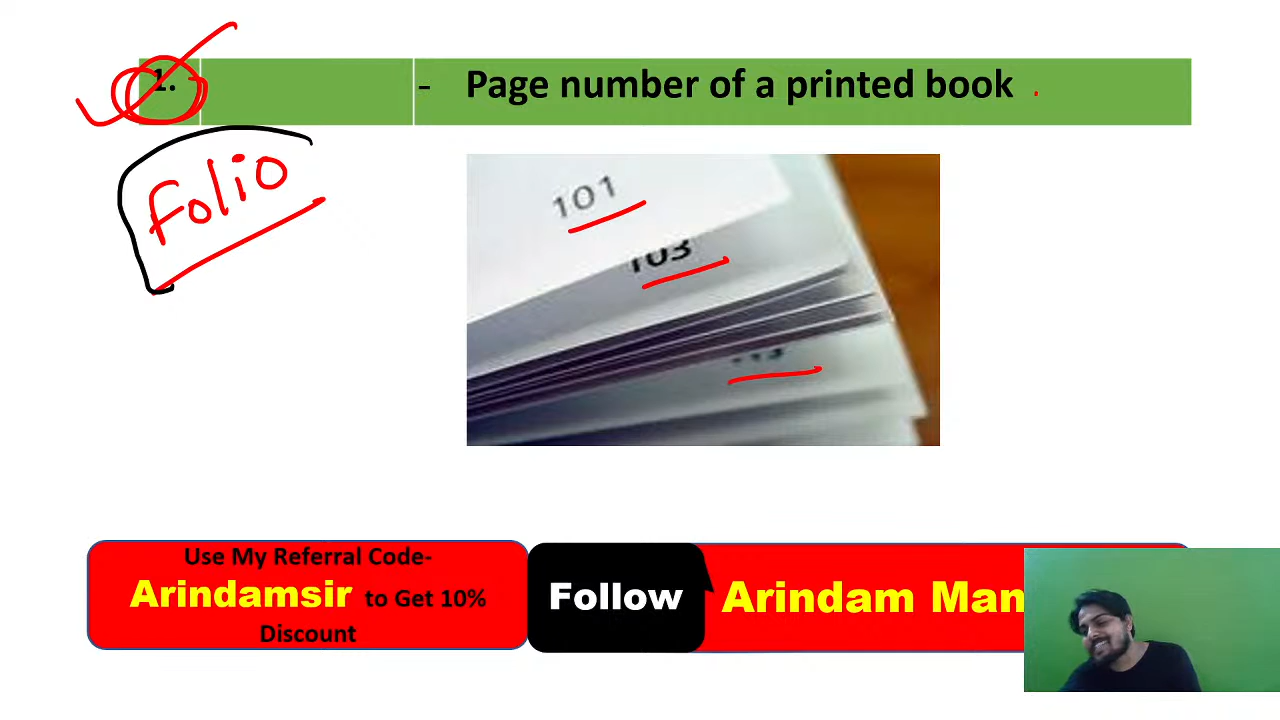 1. - Page number of a printed book
Folio
101
103
Use My Referral Code-
Arindamsir to Get 10%
Discount
Follow
Arindam Man